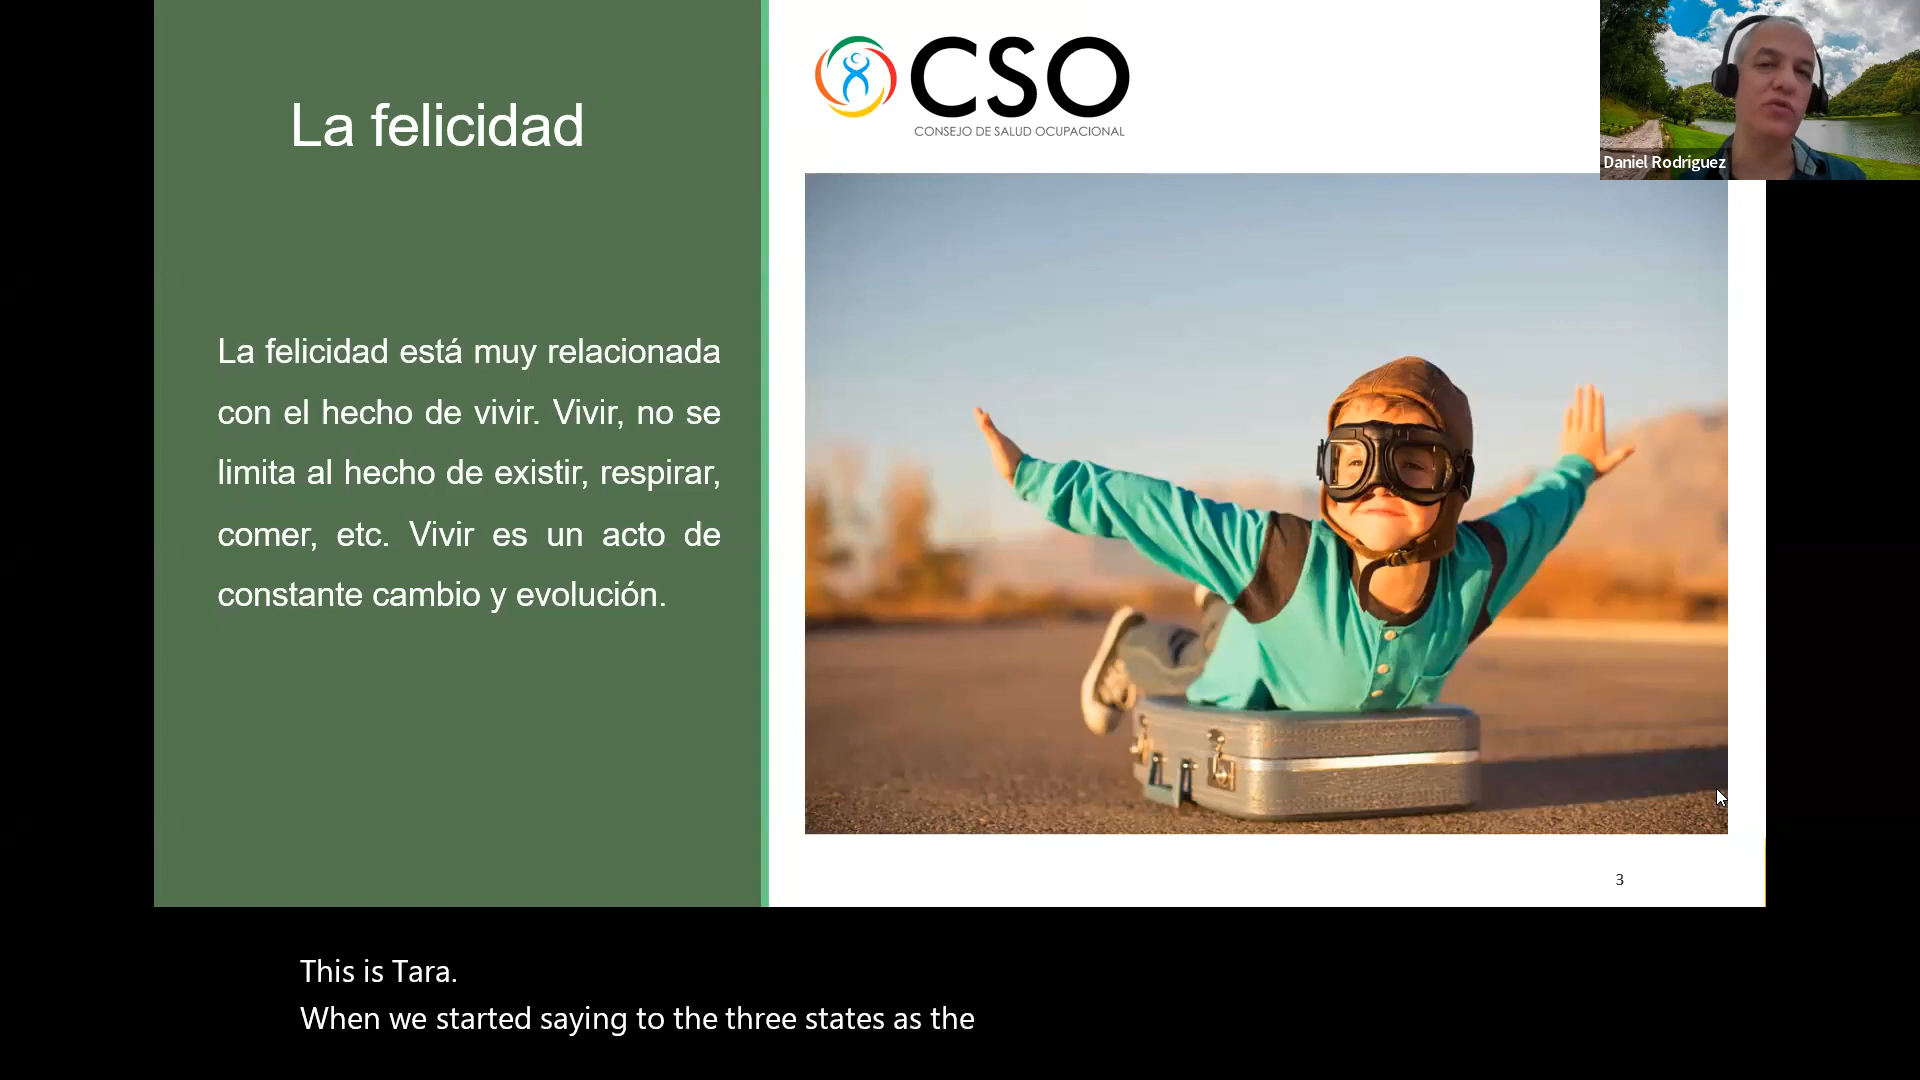 La felicidad
La felicidad está muy relacionada
con el hecho de vivir. Vivir, no se
limita al hecho de existir, respirar,
comer, etc. Vivir es un acto de
constante cambio y evolución.
CSO
CONSEJO DE SALUD OCUPACIONAL
Daniel Rodriguez
3
This is Tara.
When we started saying to the three states as the